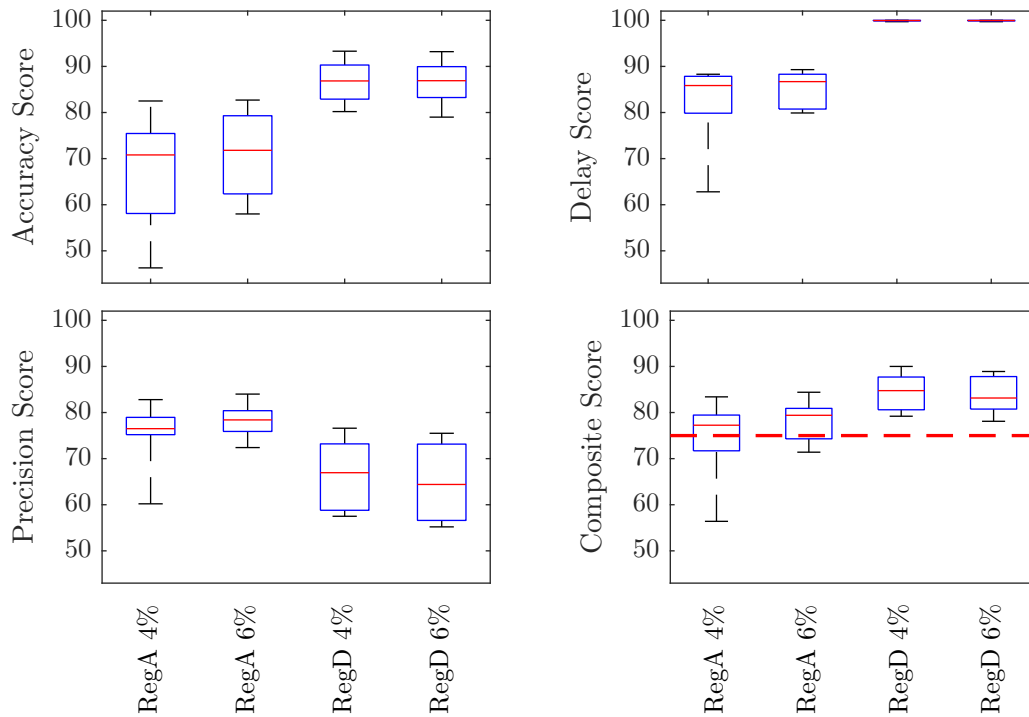 Accuracy Score
100
90
80
70
60
50
Delay Score
100
90
80
70
60
50
Precision Score
100
90
80
70
60
50
RegA 4%
RegA 6%
RegD 4%
RegD 6%
Composite Score
100
90
80
70
60
50
RegA 4%
RegA 6%
RegD 4%
RegD 6%